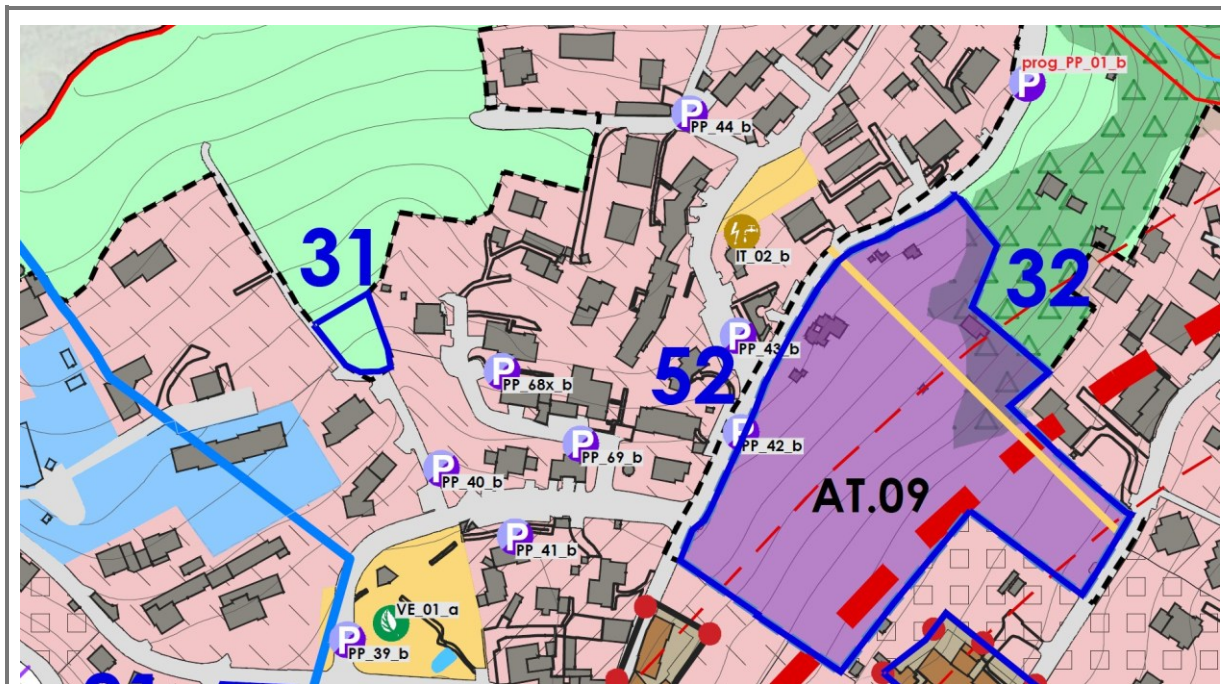 prog_PP_01_b
P
P
PP_44_b
31
IT_02_b
32
P
PP_43_b
52
P
PP_68x_b
P
PP_42_b
P
PP_69_b
P
PP_40_b
AT.09
P
PP_41_b
VE_01_a
P
PP_39_b